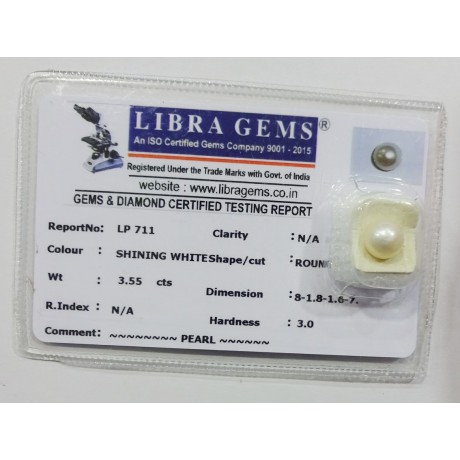 LIBRA GEMS®
An ISO Certified Gems Company 9001 - 2015
Registered Under the Trade Marks with Govt. of India
website : www.libragems.co.in
GEMS & DIAMOND CERTIFIED TESTING REPORT
ReportNo: LP 711 Clarity : N/A
Colour : SHINING WHITE Shape/cut : ROUN
Wt : 3.55 cts Dimension : 8-1.8-1.6-7.
R.Index : N/A Hardness : 3.0
Comment: ~~~~~~~~ PEARL ~~~~~~~